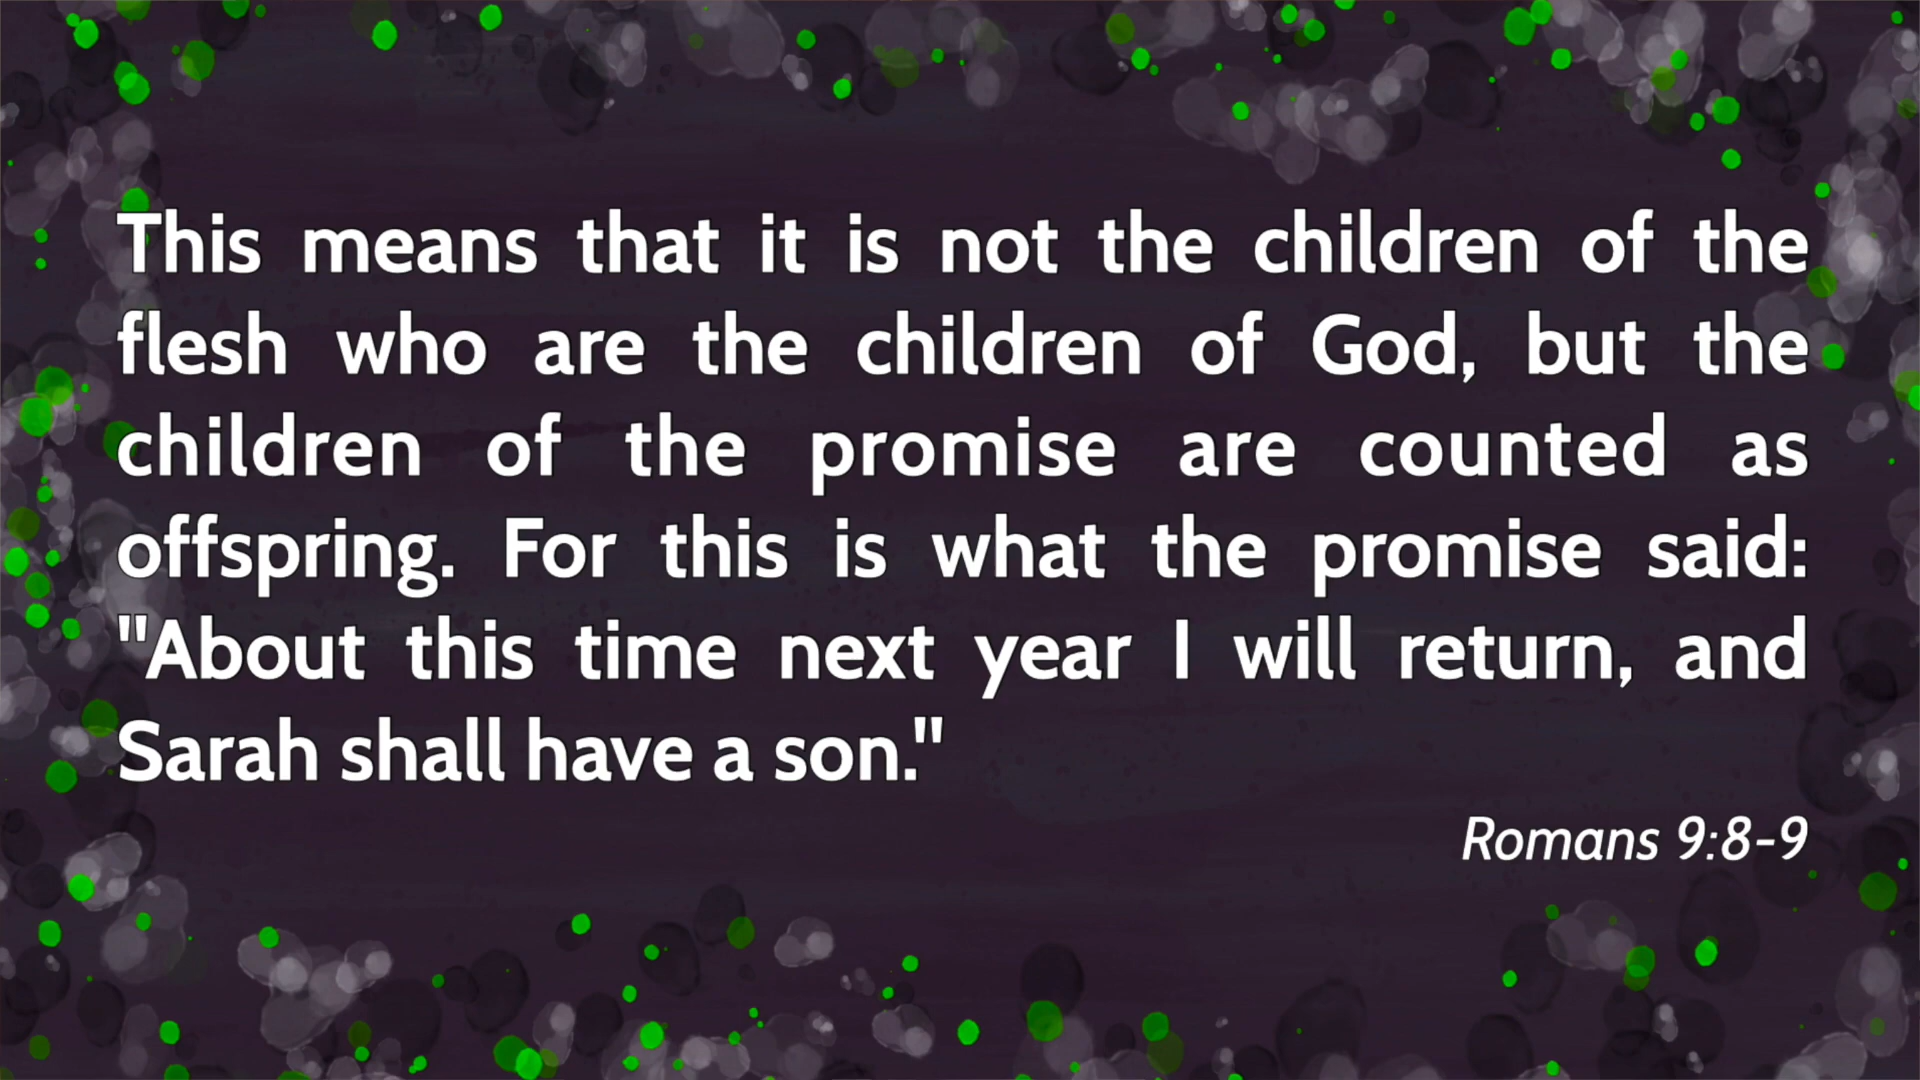 This means that it is not the children of the
flesh who are the children of God, but the
children of the promise are counted as
offspring. For this is what the promise said:
"About this time next year I will return, and
Sarah shall have a son."
Romans 9:8-9